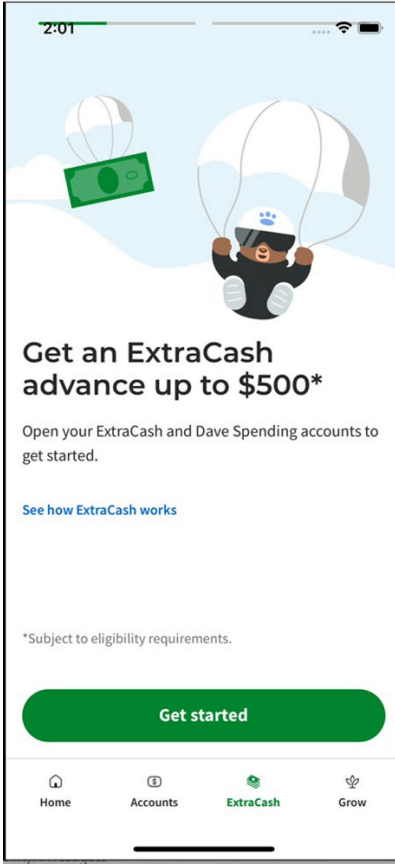 2:01
Get an ExtraCash
advance up to $500*
Open your ExtraCash and Dave Spending accounts to
get started.
See how ExtraCash works
*Subject to eligibility requirements.
Get started
Home Accounts ExtraCash Grow